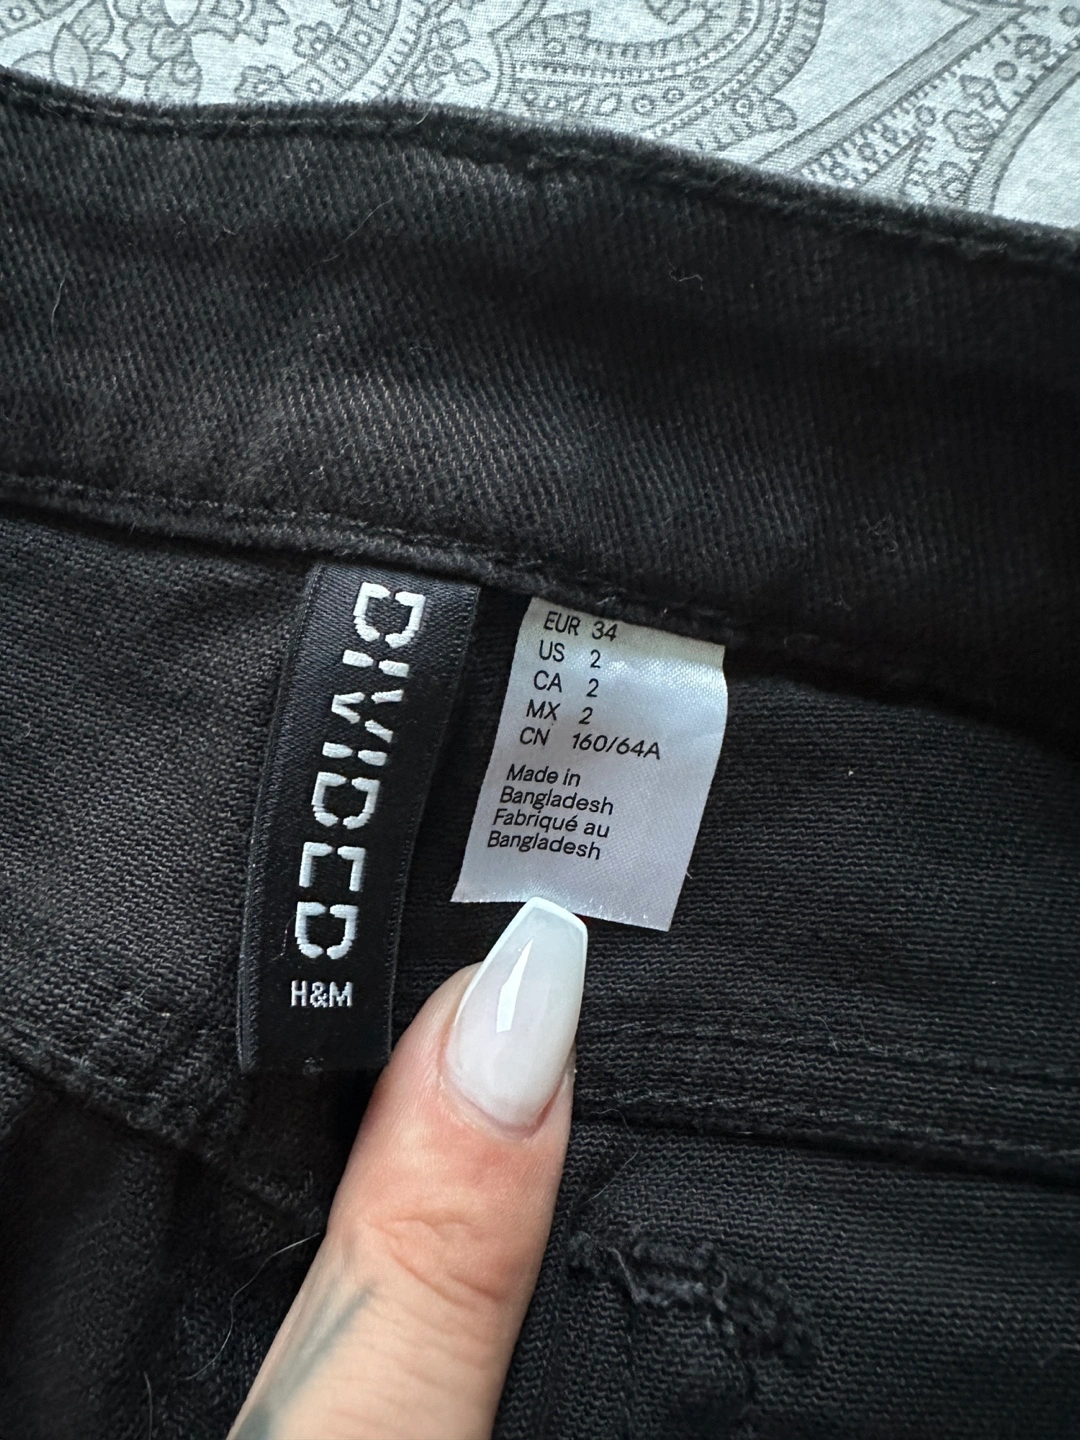 DIVIDED
H&M
EUR 34
US 2
CA 2
MX 2
CN 160/64A
Made in
Bangladesh
Fabriqué au
Bangladesh